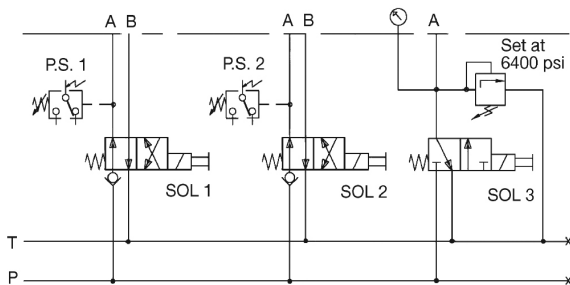 A B
A B
A
P.S. 1
P.S. 2
Set at
6400 psi
SOL 1
SOL 2
SOL 3
T
P